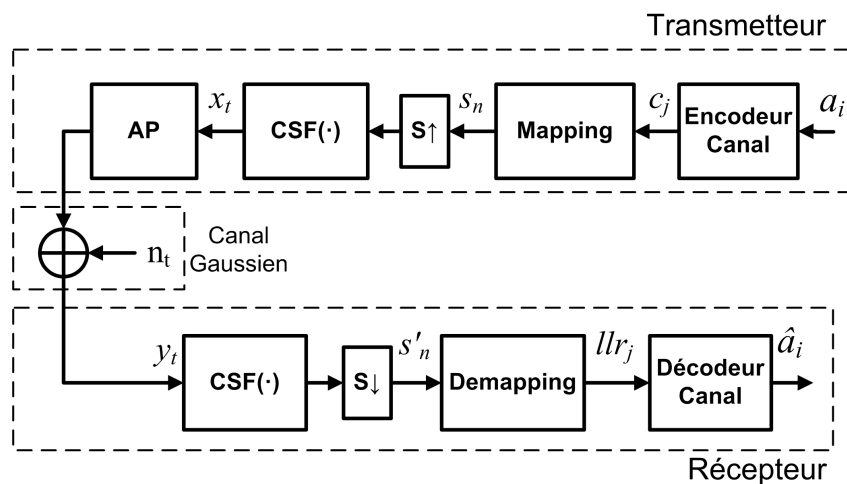 Transmetteur
AP
x_t
CSF(·)
S↑
s_n
Mapping
c_j
Encodeur
Canal
a_i
n_t
Canal
Gaussien
y_t
CSF(·)
S↓
s'_n
Demapping
llr_j
Décodeur
Canal
â_i
Récepteur